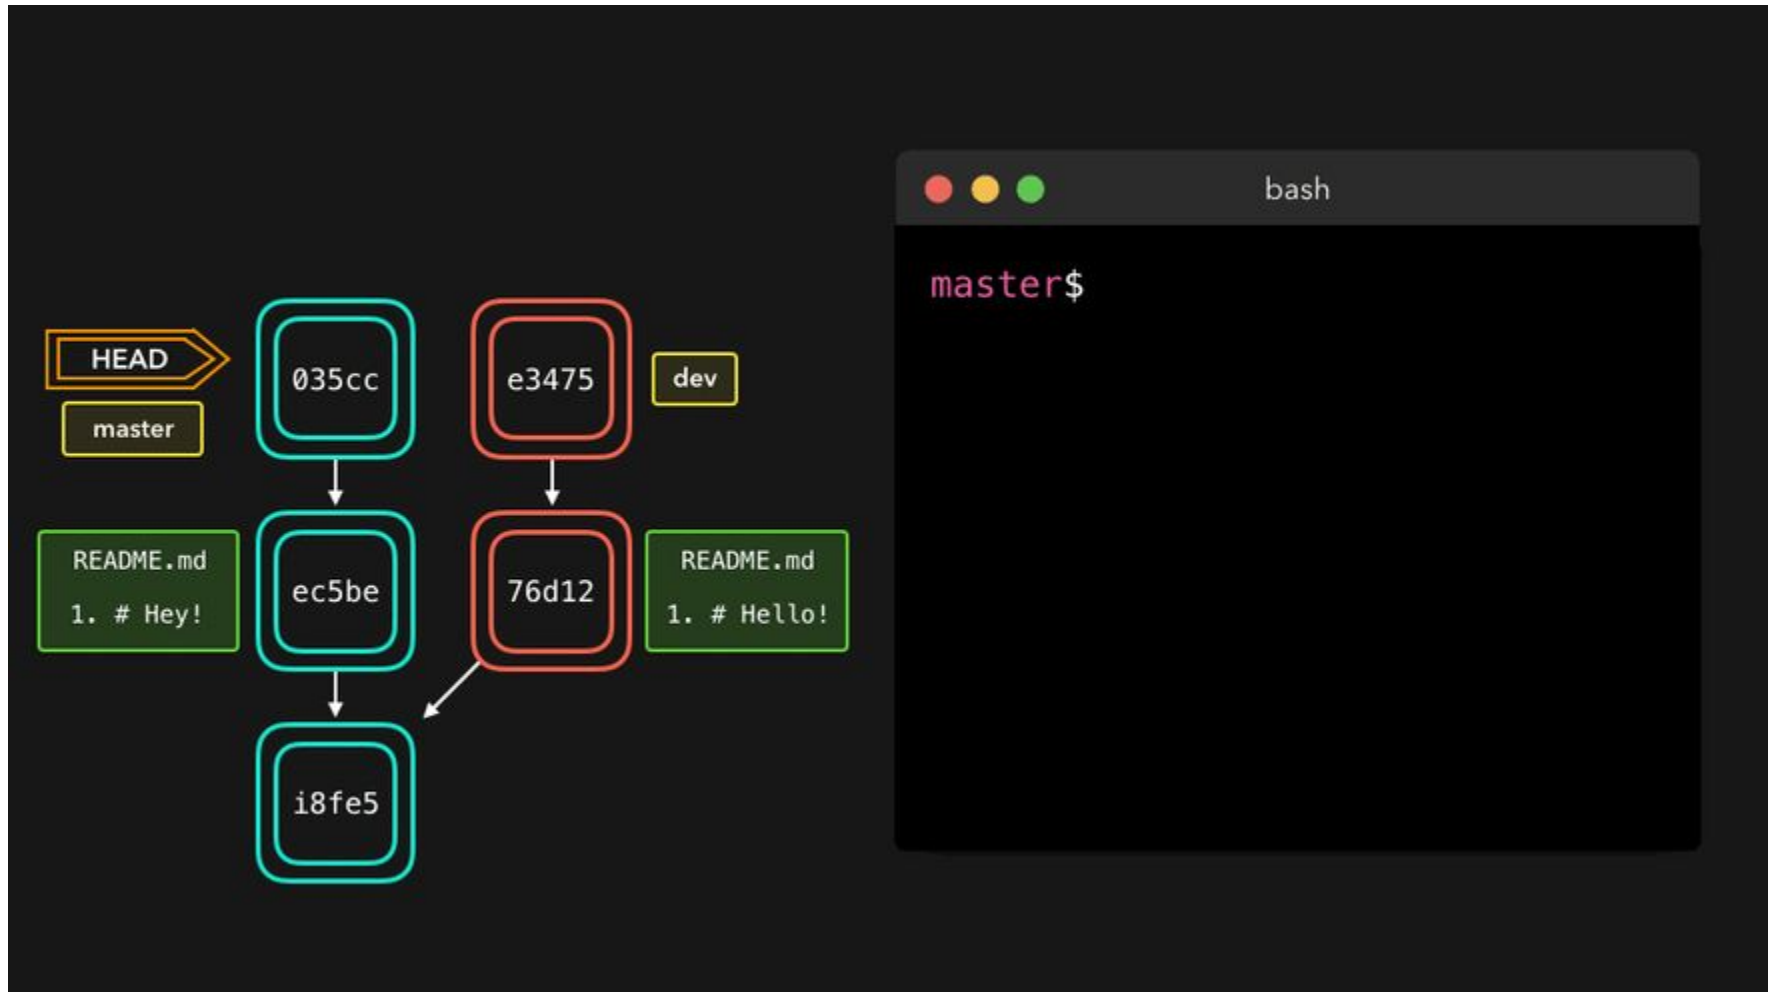 bash
master$
HEAD
master
035cc
e3475
dev
README.md
1. # Hey!
ec5be
76d12
README.md
1. # Hello!
i8fe5